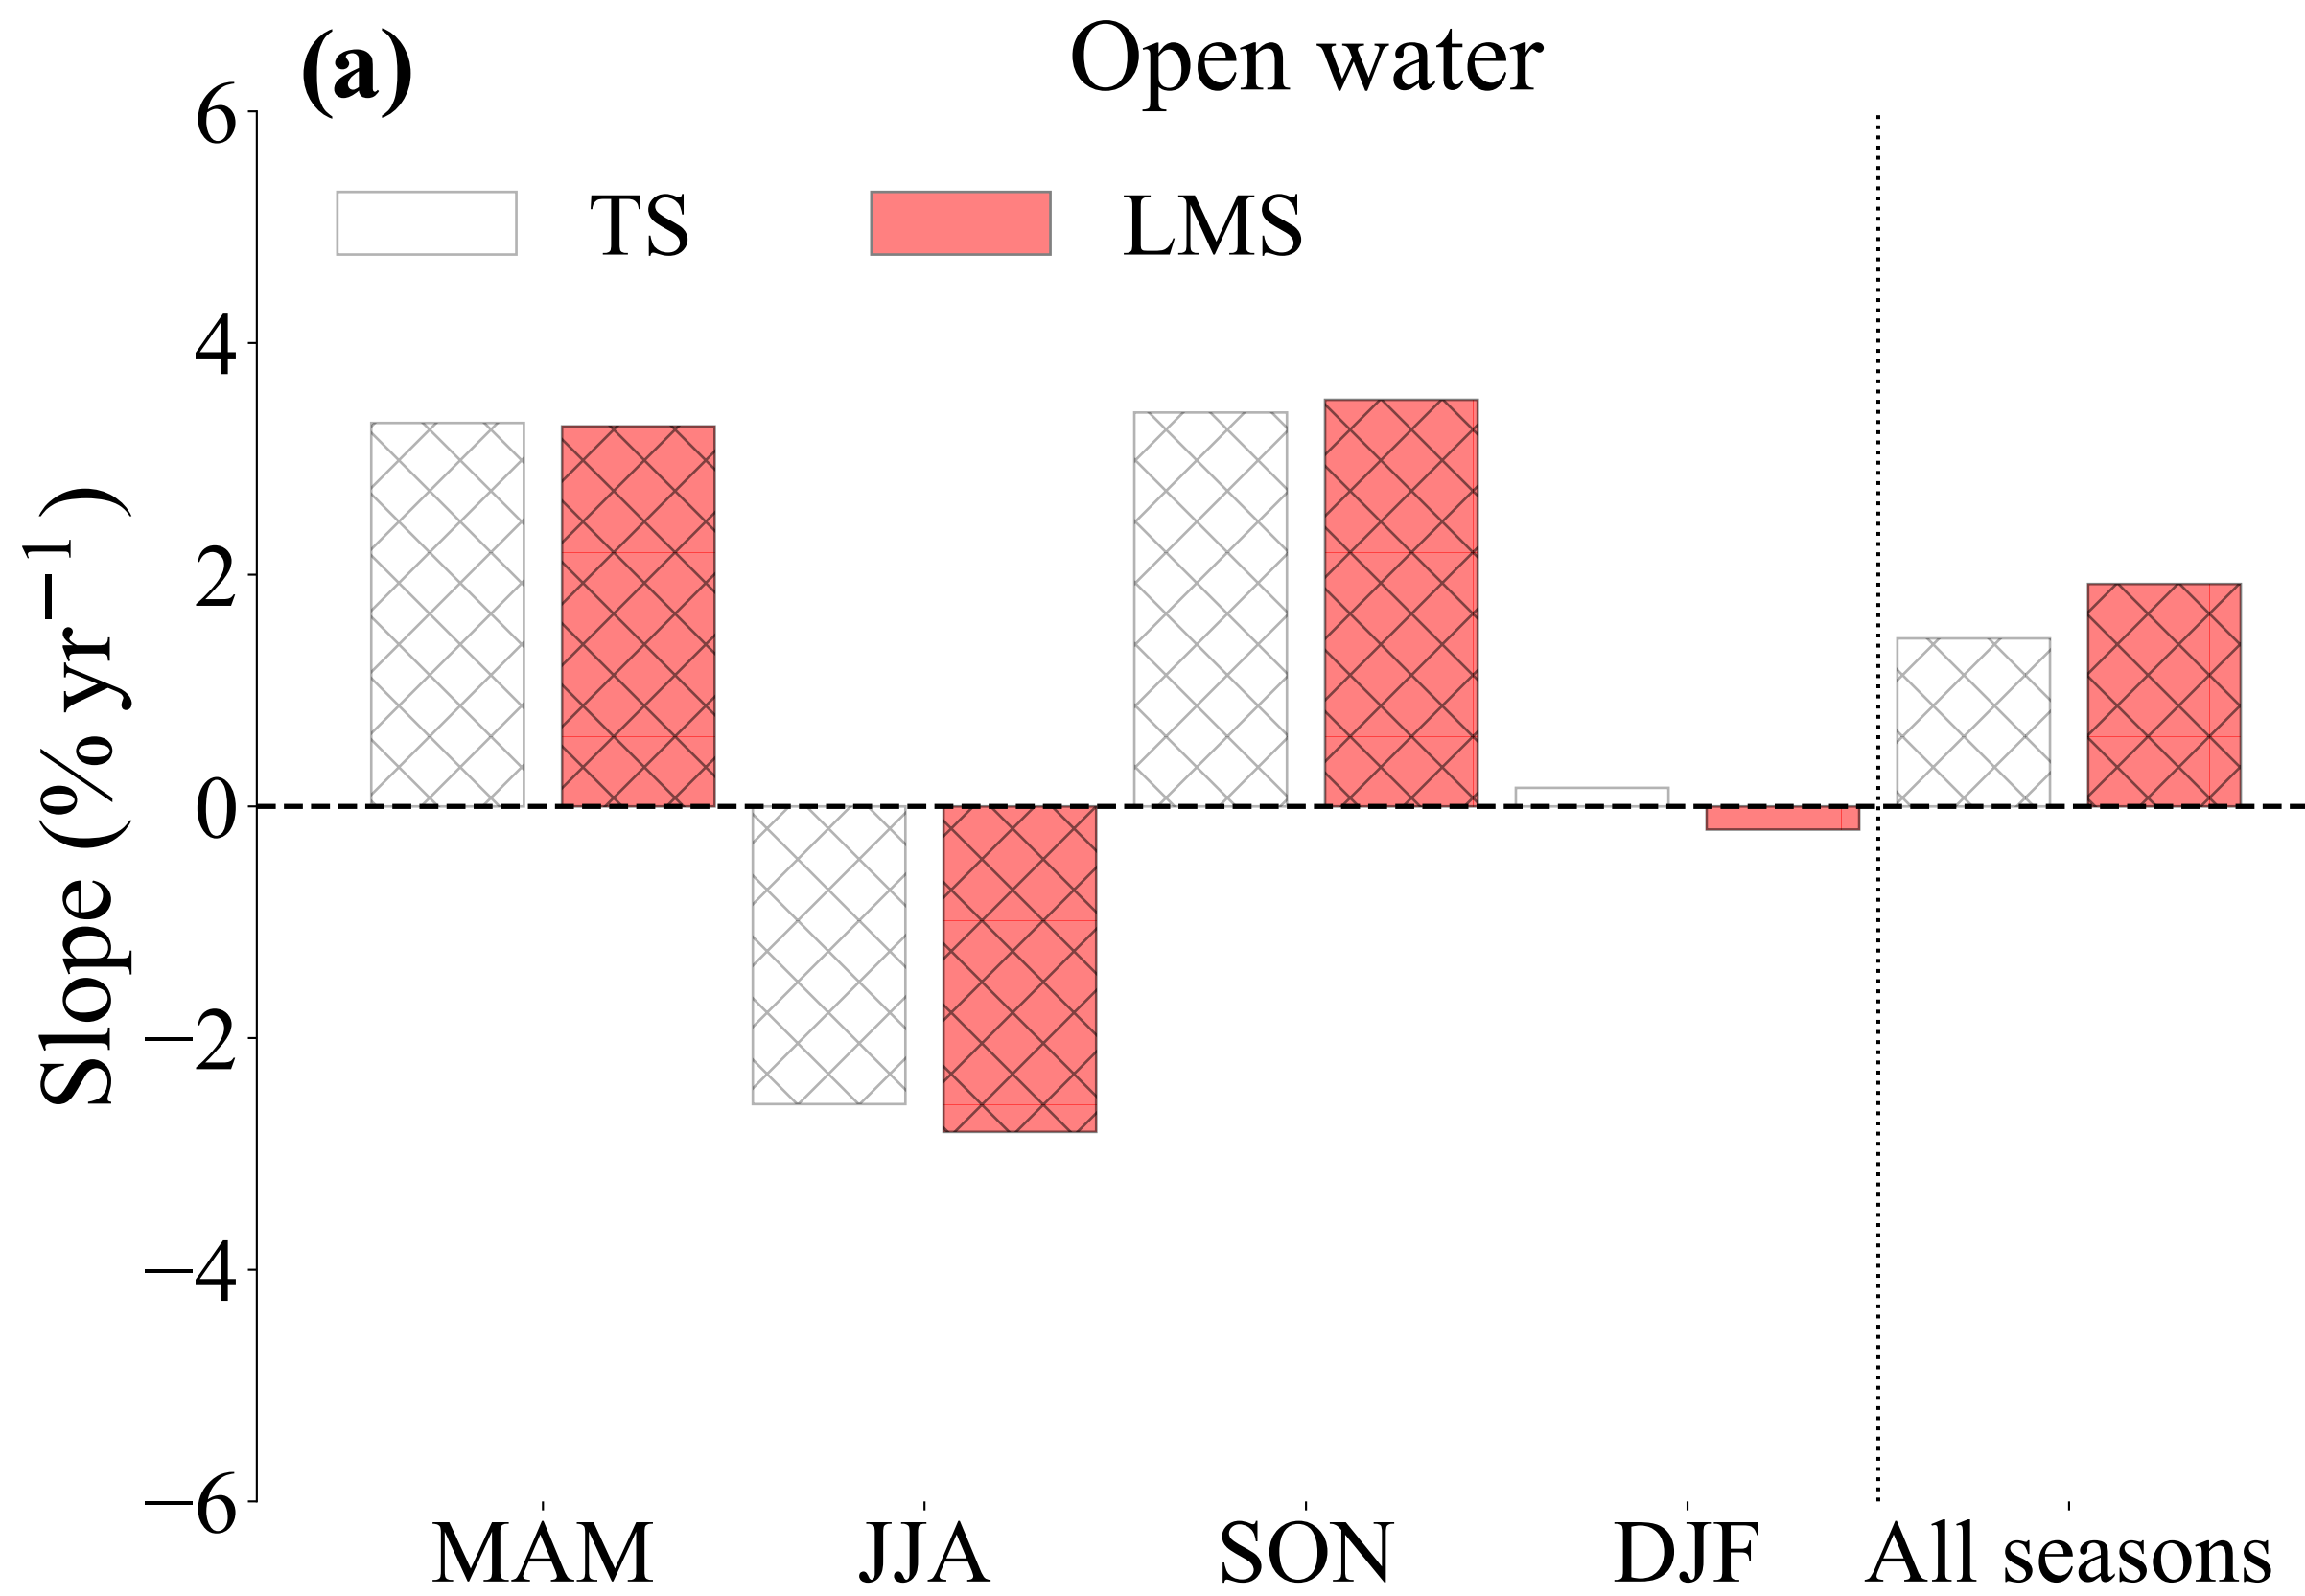 (a) Open water
TS LMS
Slope (% yr⁻¹)
6
4
2
0
−2
−4
−6
MAM JJA SON DJF All seasons